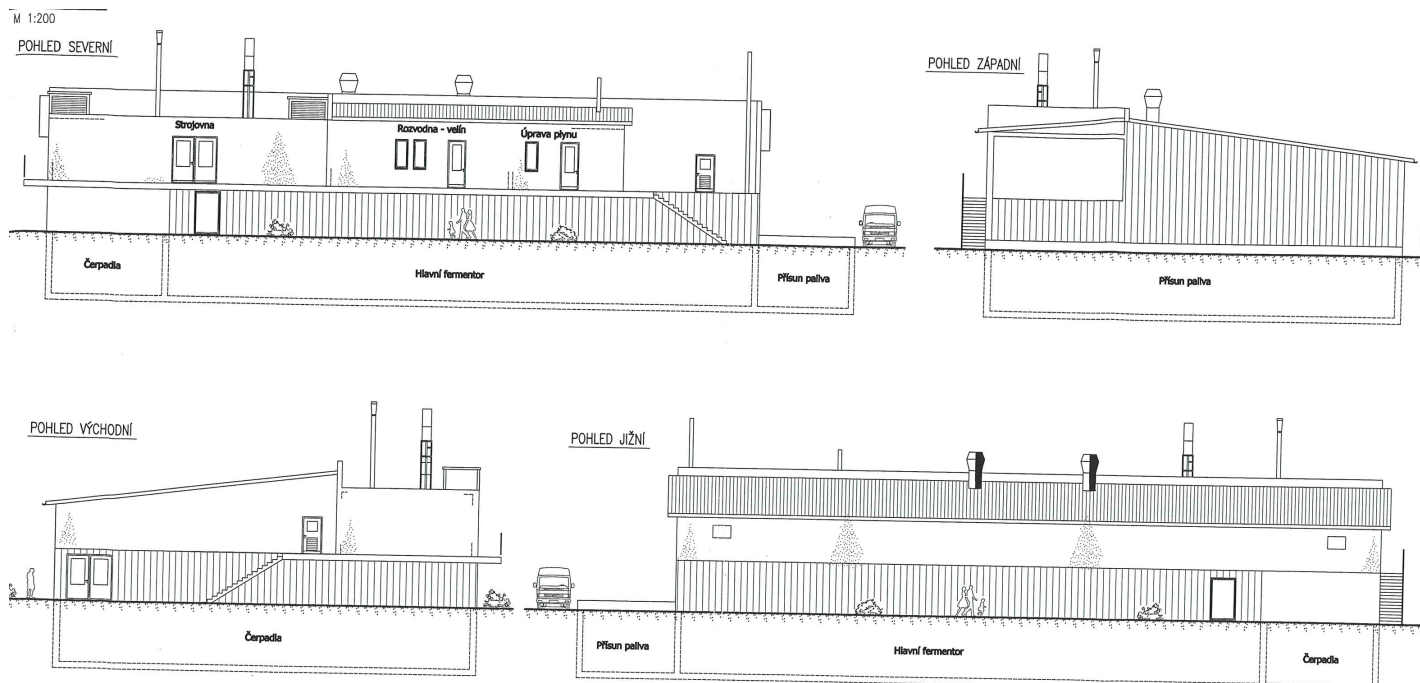 M 1:200
POHLED SEVERNÍ
Strojovna
Rozvodna - velín
Úprava plynu
Čerpadla
Hlavní fermentor
Přísun paliva
POHLED ZÁPADNÍ
Přísun paliva
POHLED VÝCHODNÍ
Čerpadla
POHLED JIŽNÍ
Přísun paliva
Hlavní fermentor
Čerpadla